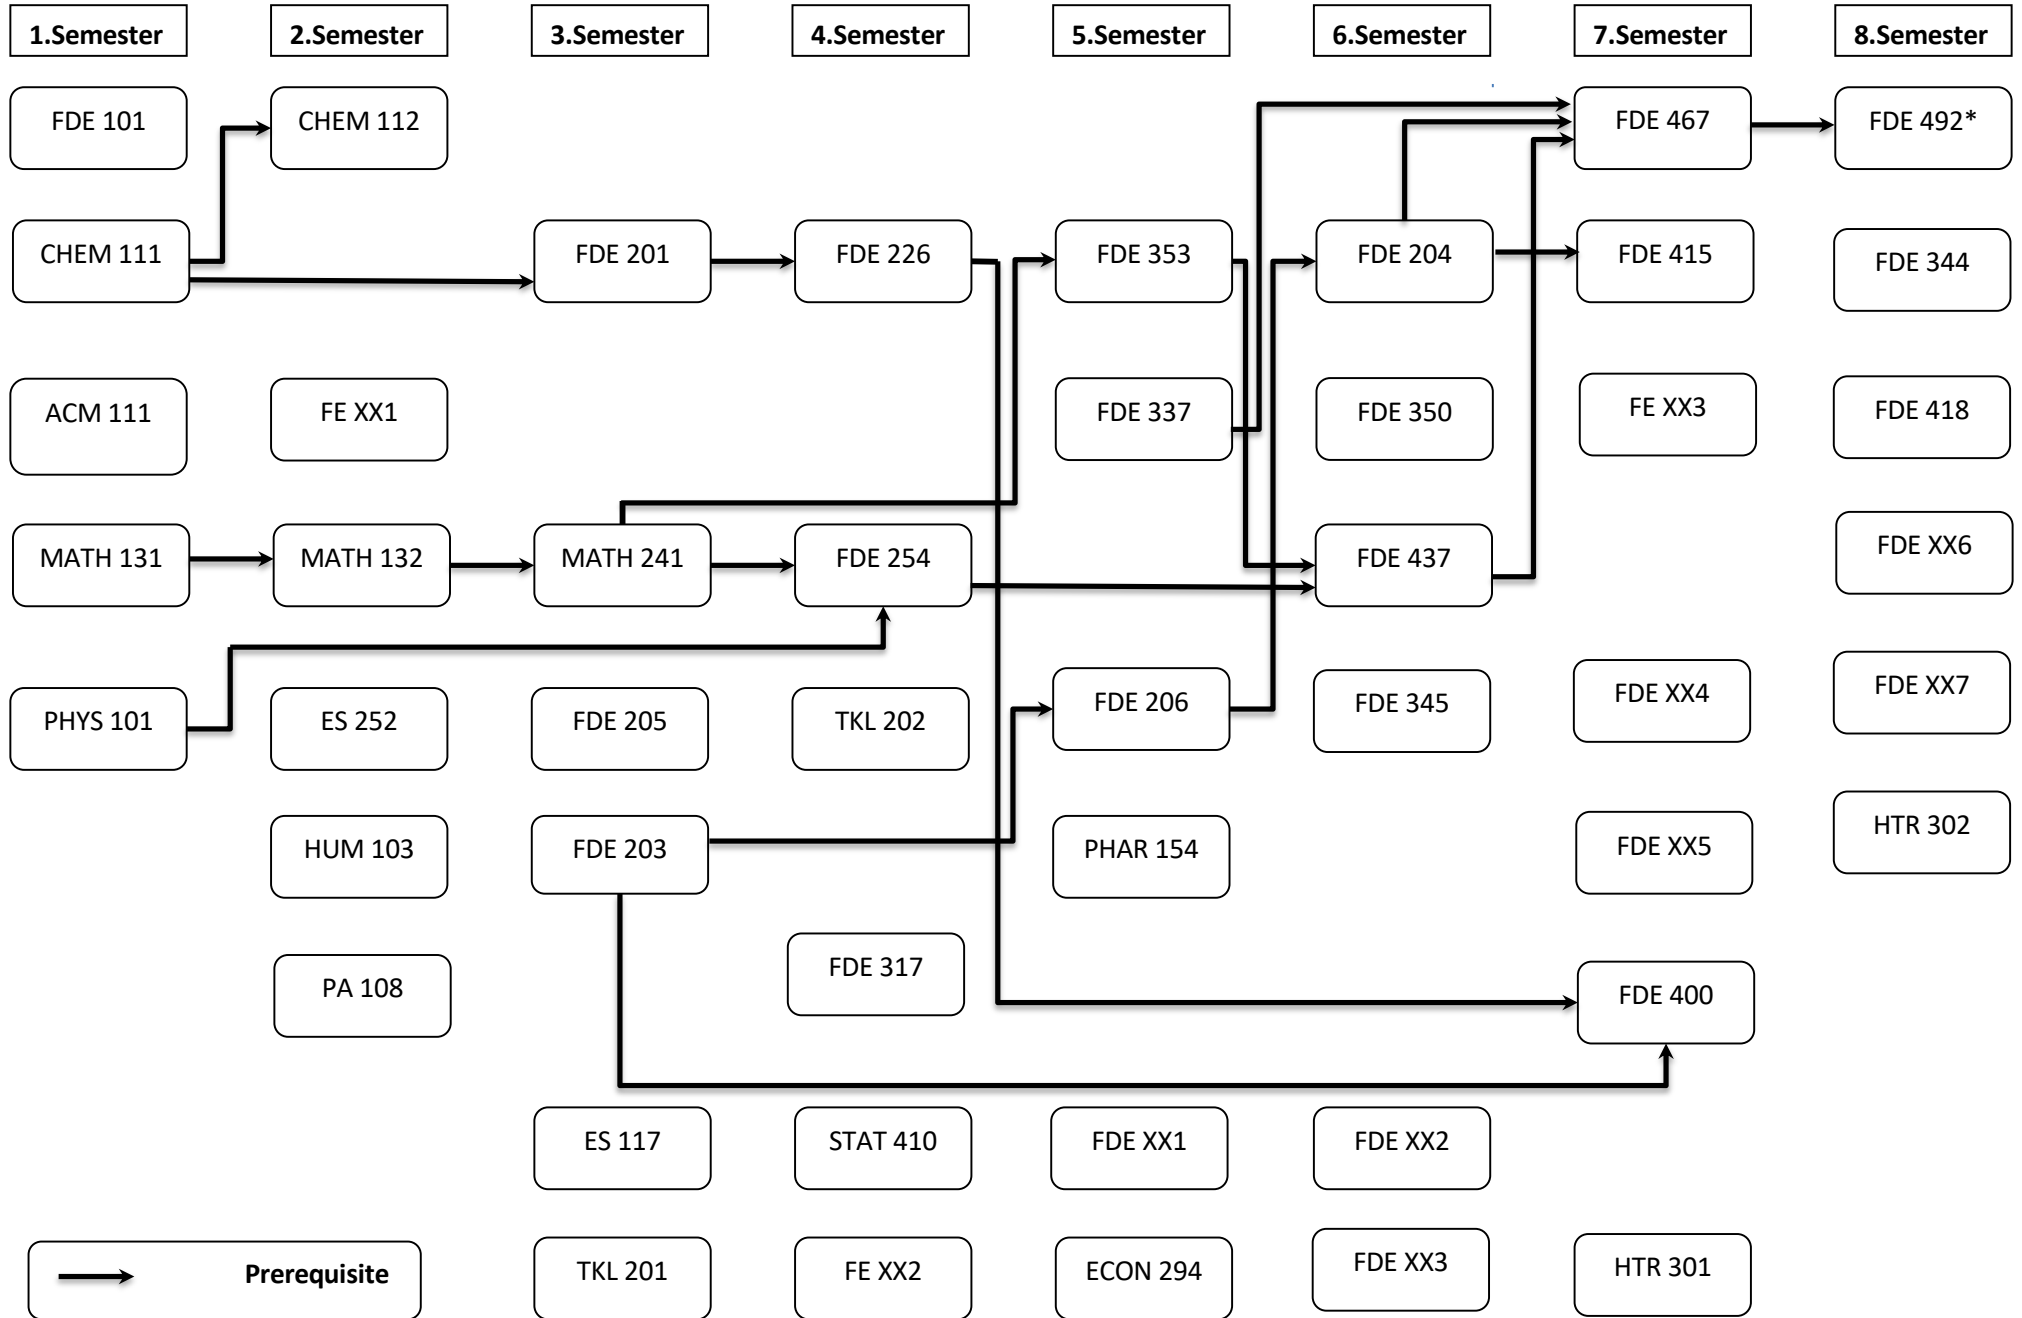 1.Semester
2.Semester
3.Semester
4.Semester
5.Semester
6.Semester
7.Semester
8.Semester
FDE 101
CHEM 112
FDE 467
FDE 492*
CHEM 111
FDE 201
FDE 226
FDE 353
FDE 204
FDE 415
FDE 344
ACM 111
FE XX1
FDE 337
FDE 350
FE XX3
FDE 418
MATH 131
MATH 132
MATH 241
FDE 254
FDE 437
FDE XX6
PHYS 101
ES 252
FDE 205
TKL 202
FDE 206
FDE 345
FDE XX4
FDE XX7
HUM 103
FDE 203
PHAR 154
FDE XX5
HTR 302
PA 108
FDE 317
FDE 400
ES 117
STAT 410
FDE XX1
FDE XX2
Prerequisite
TKL 201
FE XX2
ECON 294
FDE XX3
HTR 301